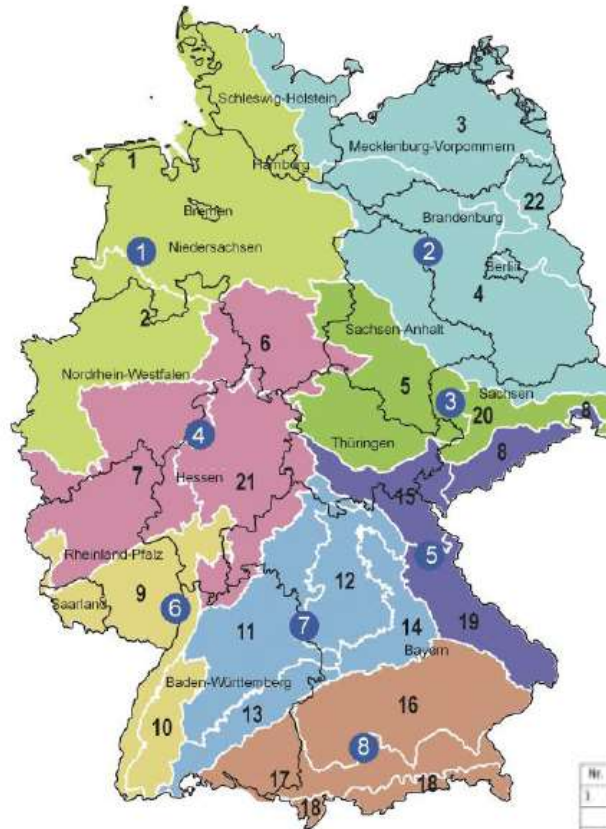 Schleswig-Holstein
3
Mecklenburg-Vorpommern
1
Hamburg
22
Bremen
Brandenburg
1
Niedersachsen
2
Berlin
4
2
Sachsen-Anhalt
6
Nordrhein-Westfalen
5
Sachsen
3
20
8
4
Thüringen
8
Hessen
21
7
15
Rheinland-Pfalz
5
12
9
Saarland
6
7
11
14
19
Bayern
Baden-Württemberg
10
13
16
8
17
18
18
Nr.
1